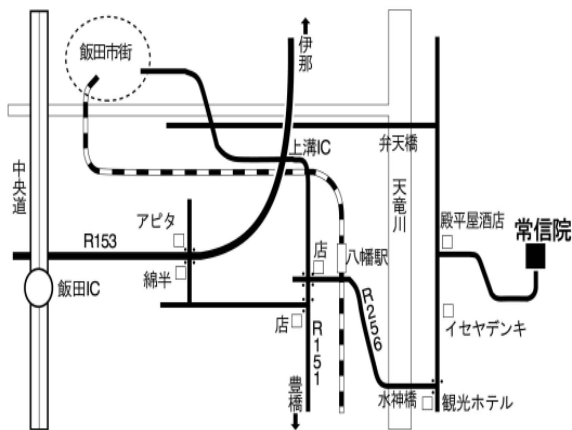 飯田市街
伊那
上溝IC
弁天橋
中央道
天竜川
アピタ
R153
綿半
店
八幡駅
殿平屋酒店
常信院
飯田IC
店
R151
R256
イセヤデンキ
豊橋
水神橋
観光ホテル